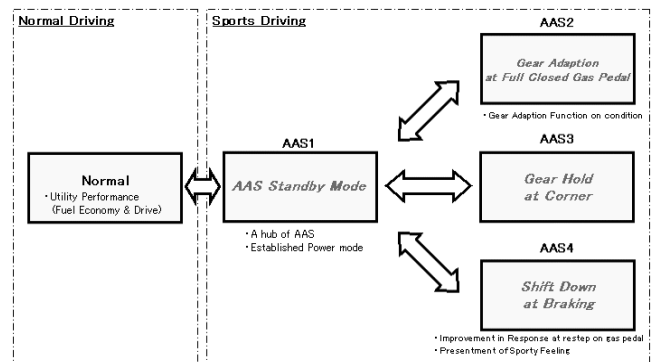 Normal Driving
Sports Driving
AAS2
Gear Adaption
at Full Closed Gas Pedal
・Gear Adaption Function on condition
AAS1
AAS3
Normal
・Utility Performance
(Fuel Economy & Drive)
AAS Standby Mode
Gear Hold
at Corner
・A hub of AAS
・Established Power mode
AAS4
Shift Down
at Braking
・Improvement in Response at restep on gas pedal
・Presentment of Sporty Feeling